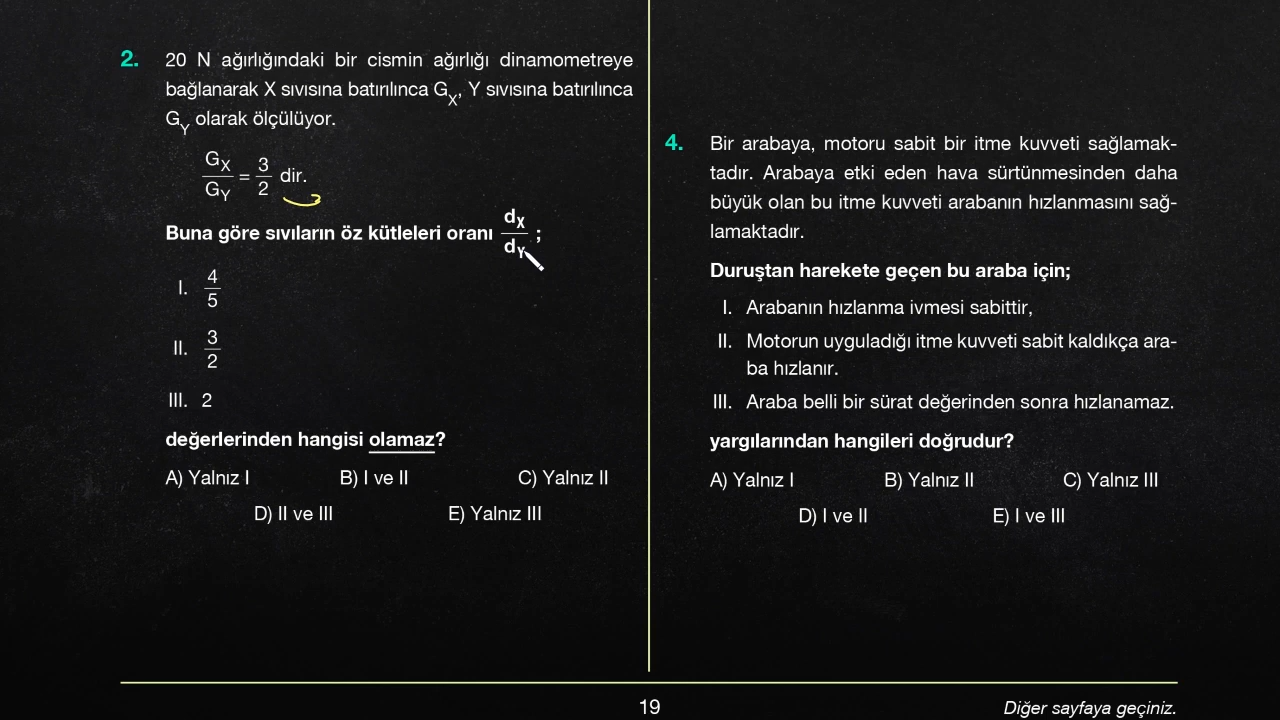 2. 20 N ağırlığındaki bir cismin ağırlığı dinamometreye
bağlanarak X sıvısına batırılınca G_X, Y sıvısına batırılınca
G_Y olarak ölçülüyor.
G_X/G_Y = 3/2 dir.
Buna göre sıvıların öz kütleleri oranı d_X/d_Y ;
I. 4/5
II. 3/2
III. 2
değerlerinden hangisi olamaz?
A) Yalnız I B) I ve II C) Yalnız II
D) II ve III E) Yalnız III
4. Bir arabaya, motoru sabit bir itme kuvveti sağlamak-
tadır. Arabaya etki eden hava sürtünmesinden daha
büyük olan bu itme kuvveti arabanın hızlanmasını sağ-
lamaktadır.
Duruştan harekete geçen bu araba için;
I. Arabanın hızlanma ivmesi sabittir,
II. Motorun uyguladığı itme kuvveti sabit kaldıkça ara-
ba hızlanır.
III. Araba belli bir sürat değerinden sonra hızlanamaz.
yargılarından hangileri doğrudur?
A) Yalnız I B) Yalnız II C) Yalnız III
D) I ve II E) I ve III
19
Diğer sayfaya geçiniz.